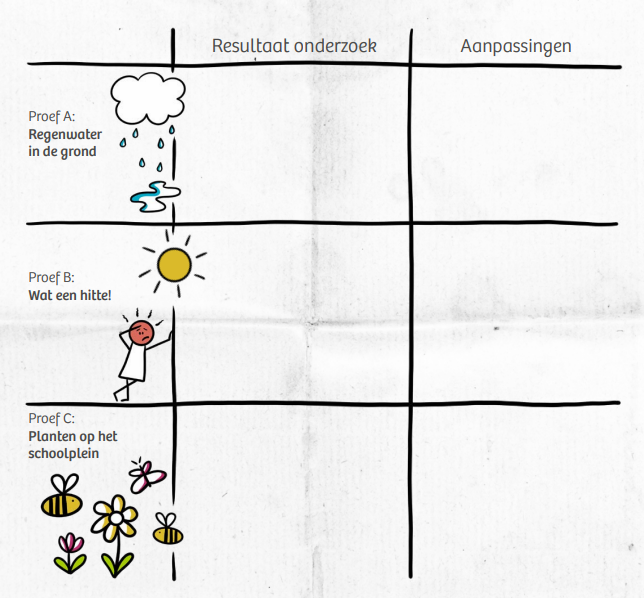 Resultaat onderzoek
Aanpassingen
Proef A:
Regenwater
in de grond
Proef B:
Wat een hitte!
Proef C:
Planten op het
schoolplein